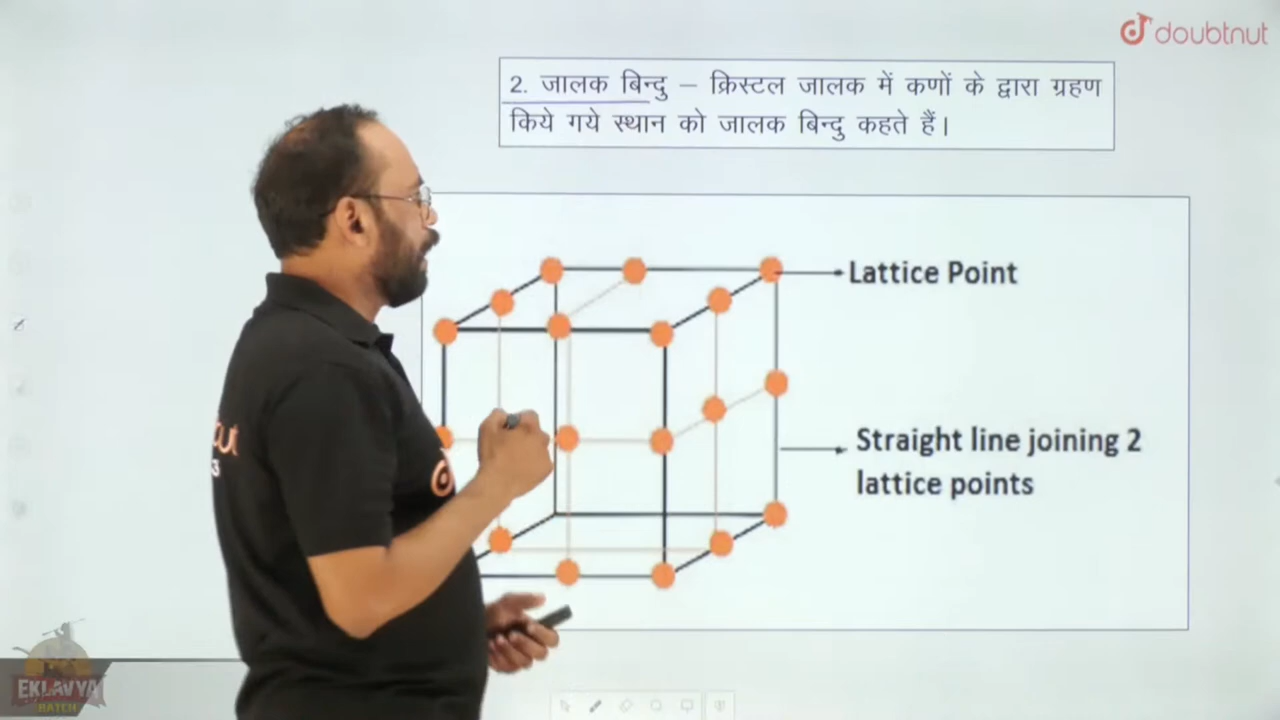 doubtnut
2. जालक बिन्दु – क्रिस्टल जालक में कणों के द्वारा ग्रहण
किये गये स्थान को जालक बिन्दु कहते हैं।
Lattice Point
Straight line joining 2
lattice points
EKLAVYA
BATCH